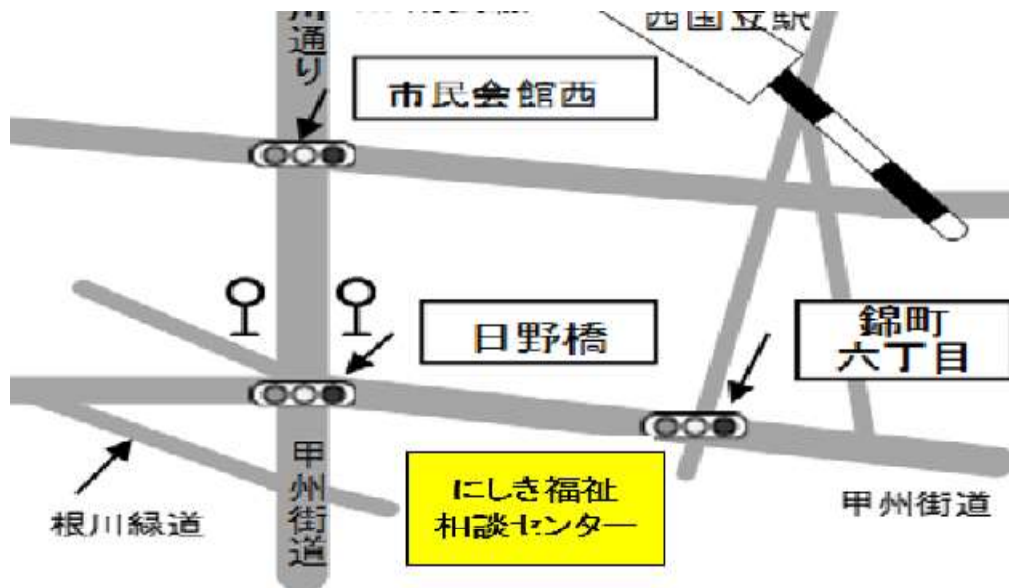 川通り
西国立駅
市民会館西
日野橋
錦町
六丁目
にしき福祉
相談センター
甲州街道
甲州街道
根川緑道